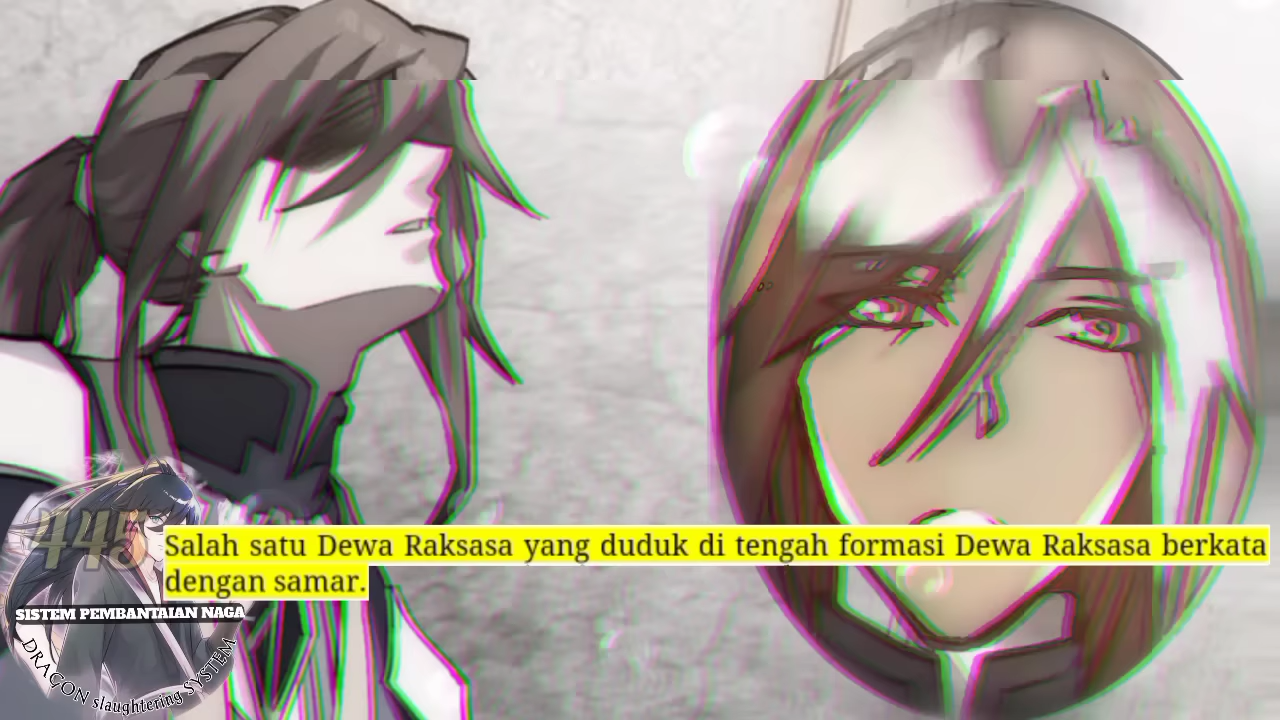 Salah satu Dewa Raksasa yang duduk di tengah formasi Dewa Raksasa berkata
dengan samar.
445
SISTEM PEMBANTAIAN NAGA
DRAGON slaughtering SYSTEM